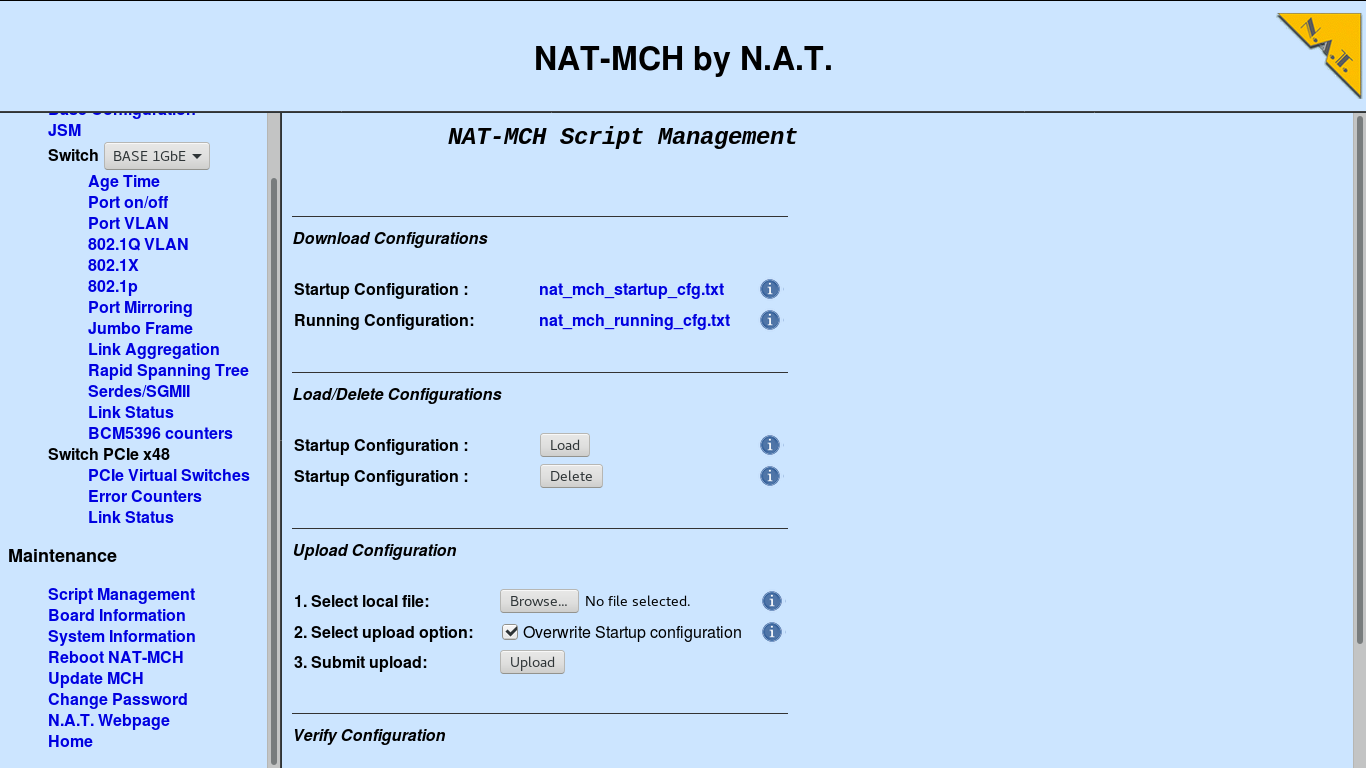 NAT-MCH by N.A.T.
N.A.T.
Base Configuration
JSM
Switch BASE 1GbE
Age Time
Port on/off
Port VLAN
802.1Q VLAN
802.1X
802.1p
Port Mirroring
Jumbo Frame
Link Aggregation
Rapid Spanning Tree
Serdes/SGMII
Link Status
BCM5396 counters
Switch PCIe x48
PCIe Virtual Switches
Error Counters
Link Status
Maintenance
Script Management
Board Information
System Information
Reboot NAT-MCH
Update MCH
Change Password
N.A.T. Webpage
Home
NAT-MCH Script Management
Download Configurations
Startup Configuration : nat_mch_startup_cfg.txt
Running Configuration: nat_mch_running_cfg.txt
Load/Delete Configurations
Startup Configuration : Load
Startup Configuration : Delete
Upload Configuration
1. Select local file: Browse... No file selected.
2. Select upload option: Overwrite Startup configuration
3. Submit upload: Upload
Verify Configuration